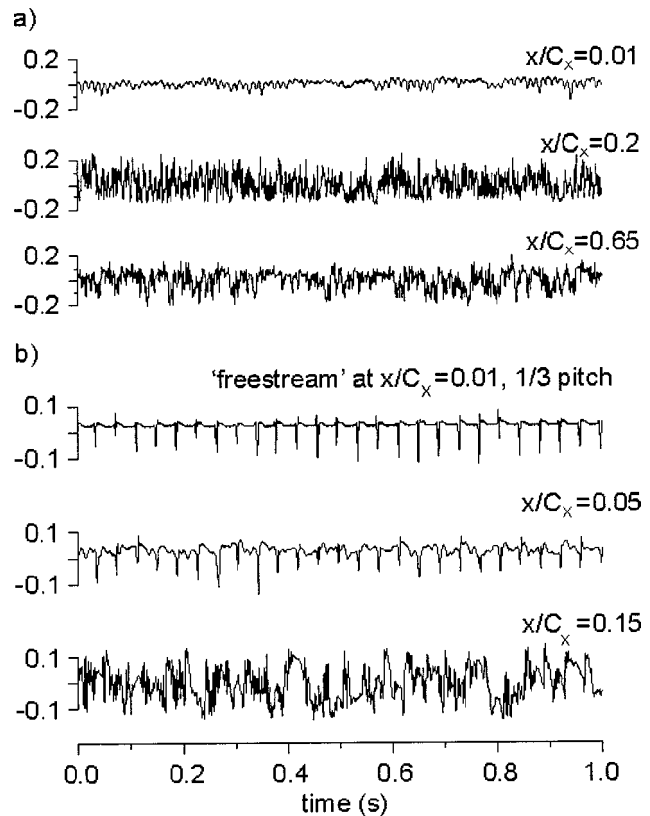 a)
x/Cₓ=0.01
0.2
-0.2
x/Cₓ=0.2
0.2
-0.2
x/Cₓ=0.65
0.2
-0.2
b)
'freestream' at x/Cₓ=0.01, 1/3 pitch
0.1
-0.1
x/Cₓ=0.05
0.1
-0.1
x/Cₓ=0.15
0.1
-0.1
0.0 0.2 0.4 0.6 0.8 1.0
time (s)